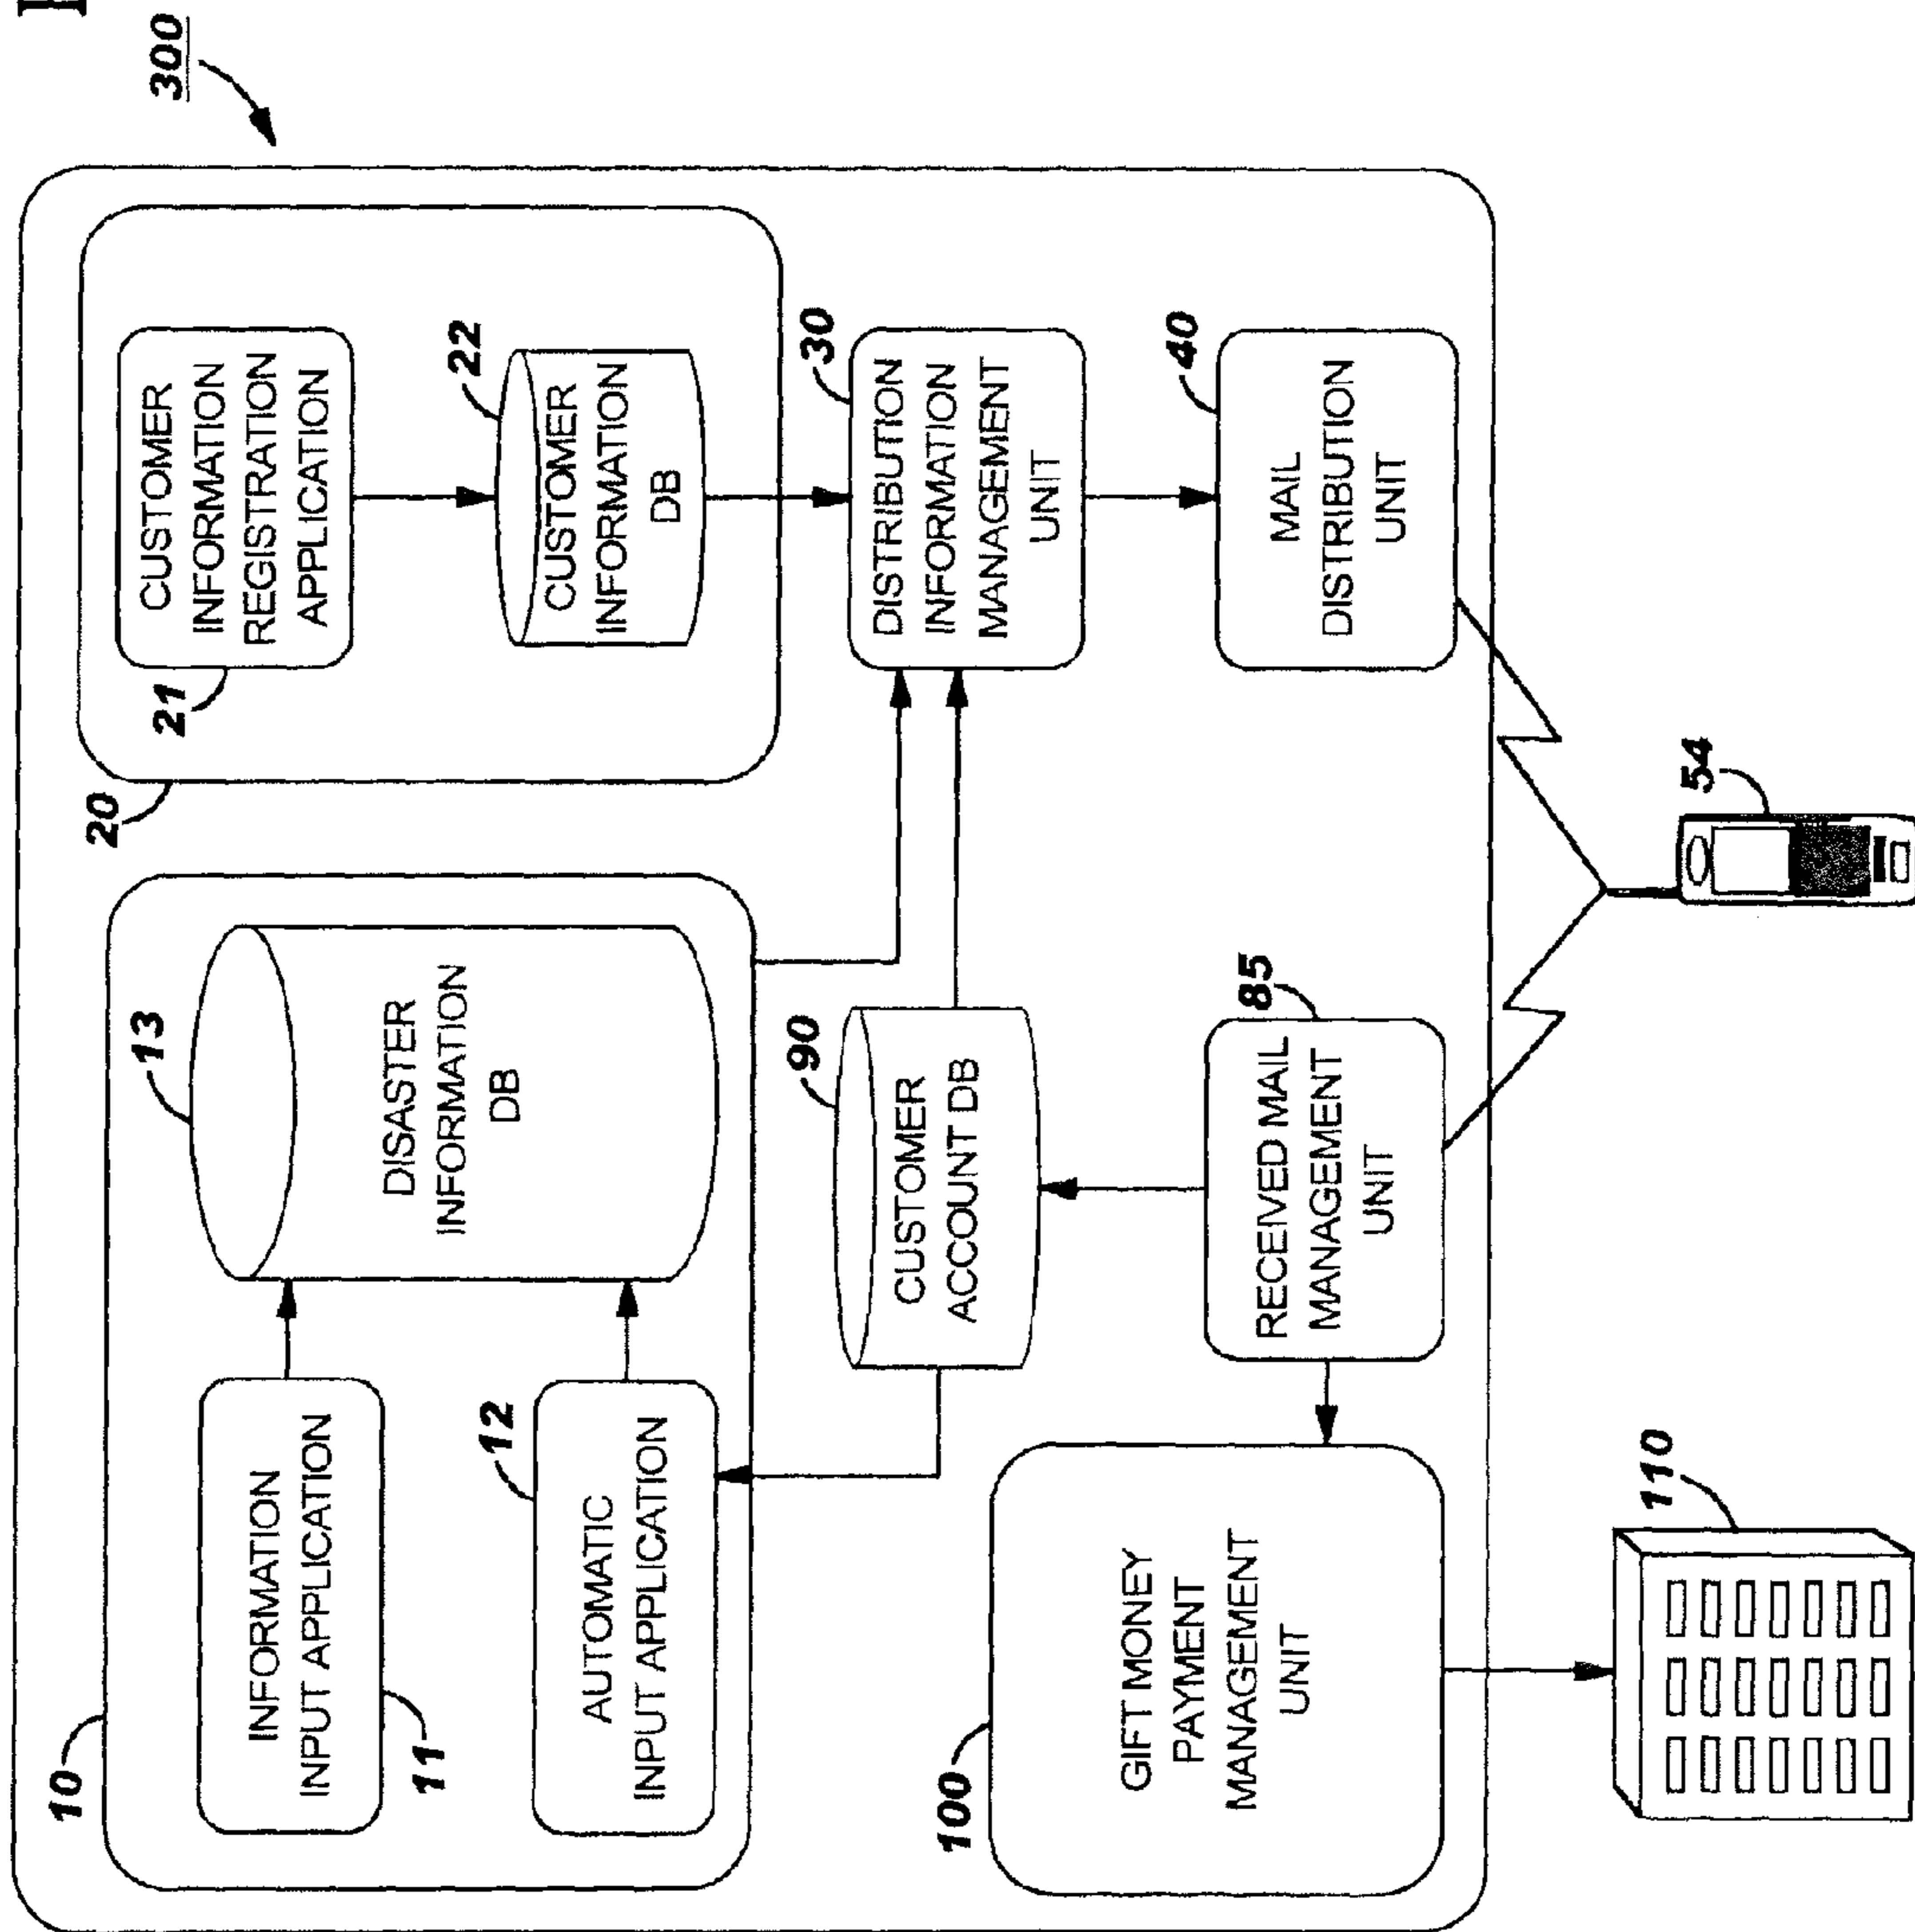 300
10
INFORMATION
INPUT APPLICATION
11
AUTOMATIC
INPUT APPLICATION
12
13
DISASTER
INFORMATION
DB
20
21
CUSTOMER
INFORMATION
REGISTRATION
APPLICATION
22
CUSTOMER
INFORMATION
DB
90
CUSTOMER
ACCOUNT DB
30
DISTRIBUTION
INFORMATION
MANAGEMENT
UNIT
100
GIFT MONEY
PAYMENT
MANAGEMENT
UNIT
85
RECEIVED MAIL
MANAGEMENT
UNIT
40
MAIL
DISTRIBUTION
UNIT
110
54